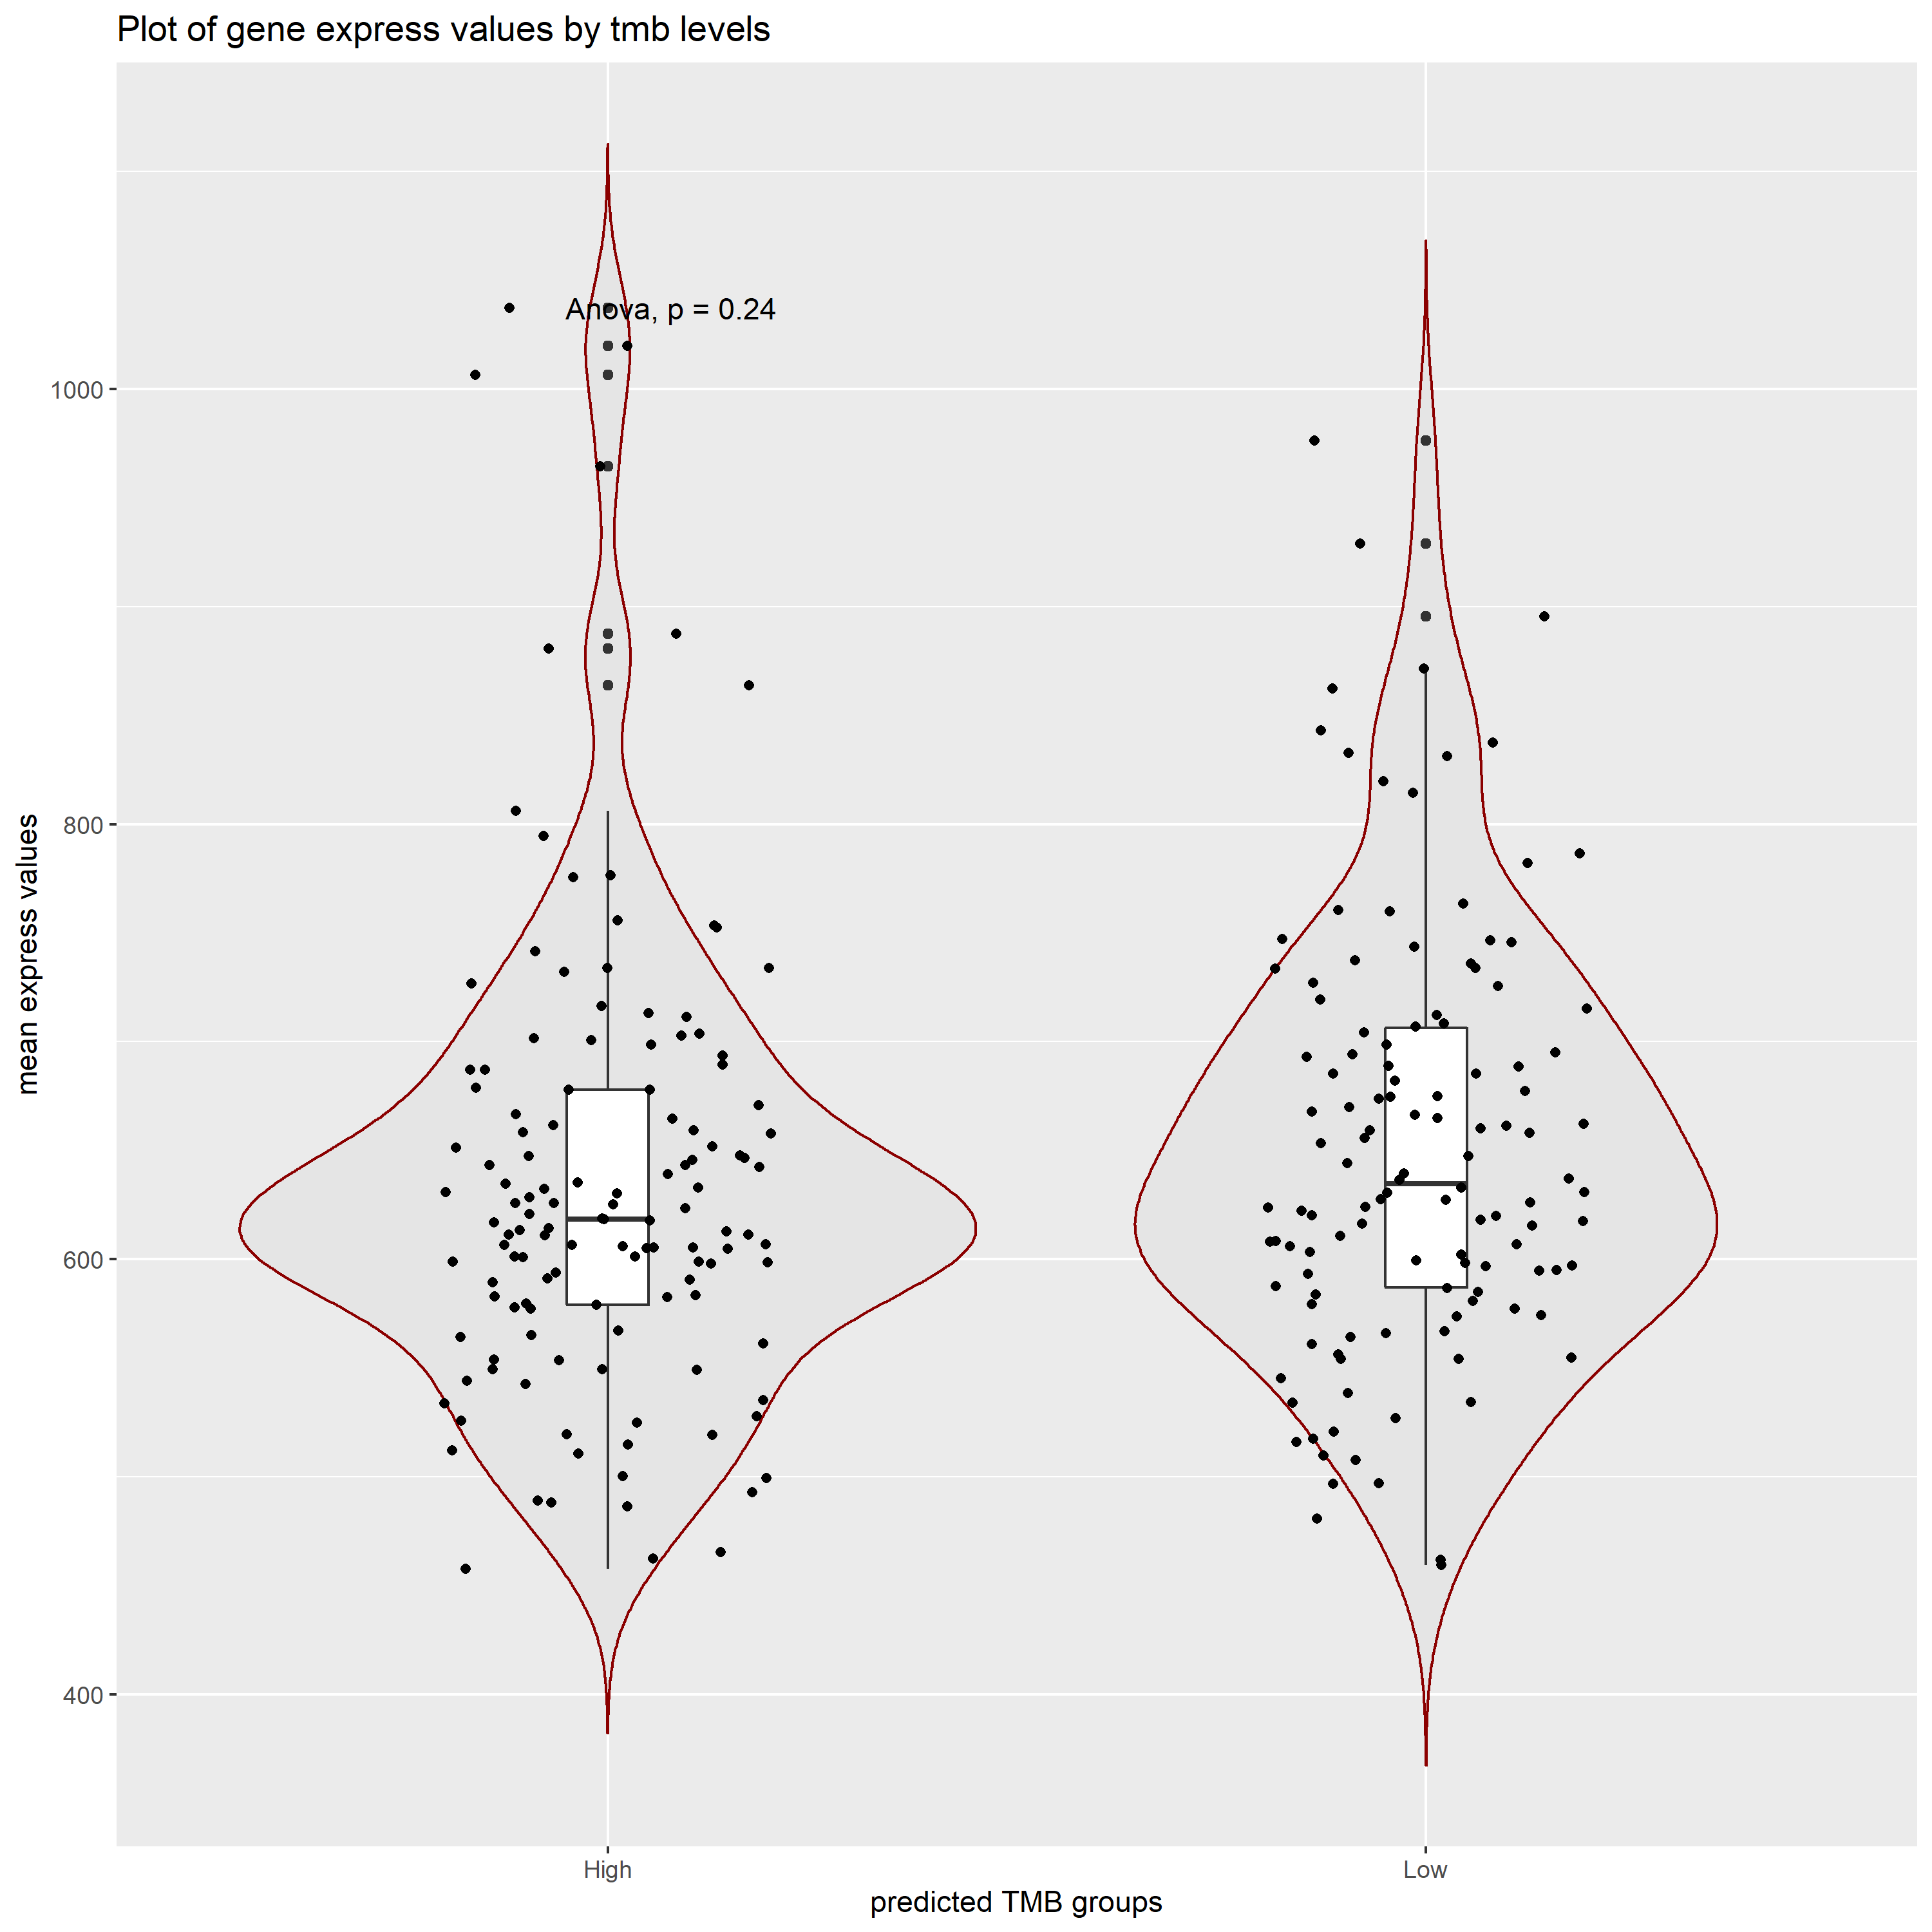 Plot of gene express values by tmb levels
Anova, p = 0.24
1000
800
600
400
mean express values
High
Low
predicted TMB groups